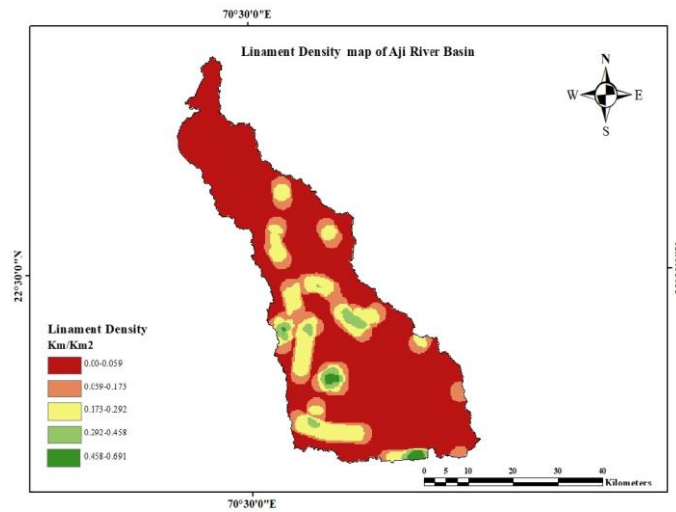 70°30'0"E
Linament Density map of Aji River Basin
N
W E
S
22°30'0"N
Linament Density
Km/Km2
0.00-0.059
0.059-0.173
0.173-0.292
0.292-0.458
0.458-0.691
0 5 10 20 30 40
Kilometers
70°30'0"E